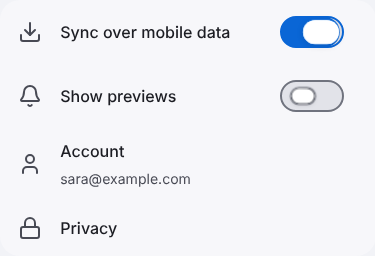 Sync over mobile data
Show previews
Account
sara@example.com
Privacy